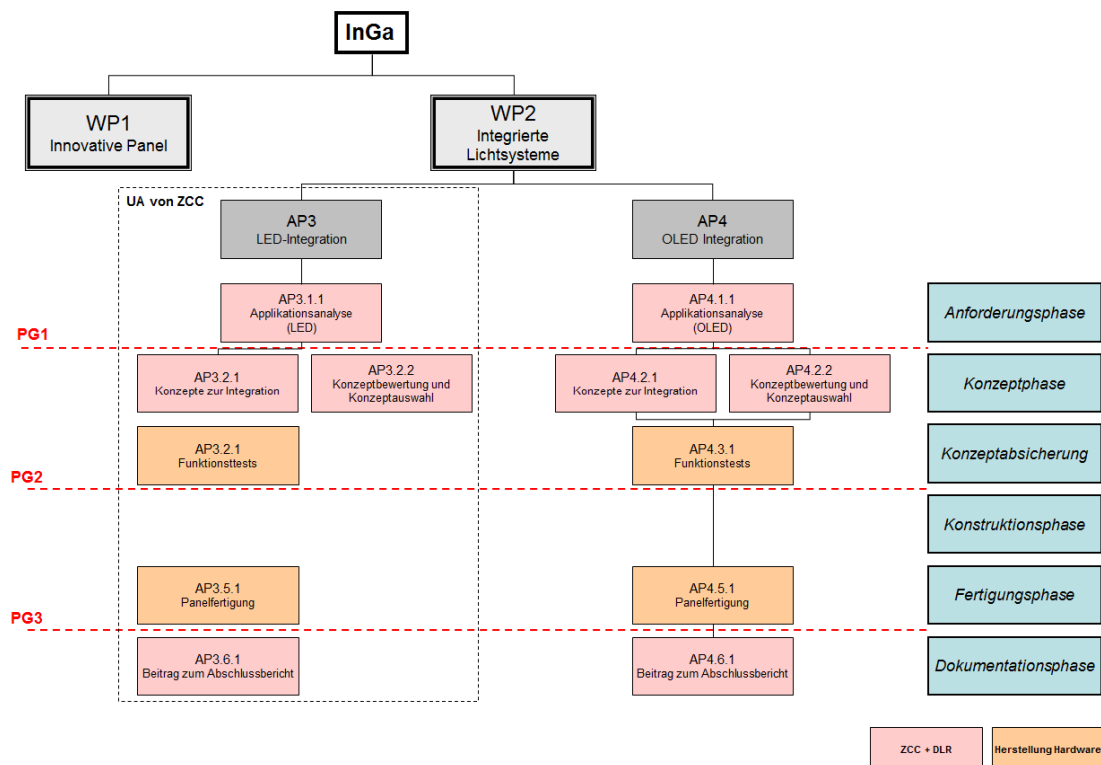 InGa
WP1
Innovative Panel
WP2
Integrierte
Lichtsysteme
UA von ZCC
AP3
LED-Integration
AP4
OLED Integration
AP3.1.1
Applikationsanalyse
(LED)
AP4.1.1
Applikationsanalyse
(OLED)
Anforderungsphase
PG1
AP3.2.1
Konzepte zur Integration
AP3.2.2
Konzeptbewertung und
Konzeptauswahl
AP4.2.1
Konzepte zur Integration
AP4.2.2
Konzeptbewertung und
Konzeptauswahl
Konzeptphase
AP3.2.1
Funktionsttests
AP4.3.1
Funktionstests
Konzeptabsicherung
PG2
Konstruktionsphase
AP3.5.1
Panelfertigung
AP4.5.1
Panelfertigung
Fertigungsphase
PG3
AP3.6.1
Beitrag zum Abschlussbericht
AP4.6.1
Beitrag zum Abschlussbericht
Dokumentationsphase
ZCC + DLR
Herstellung Hardware